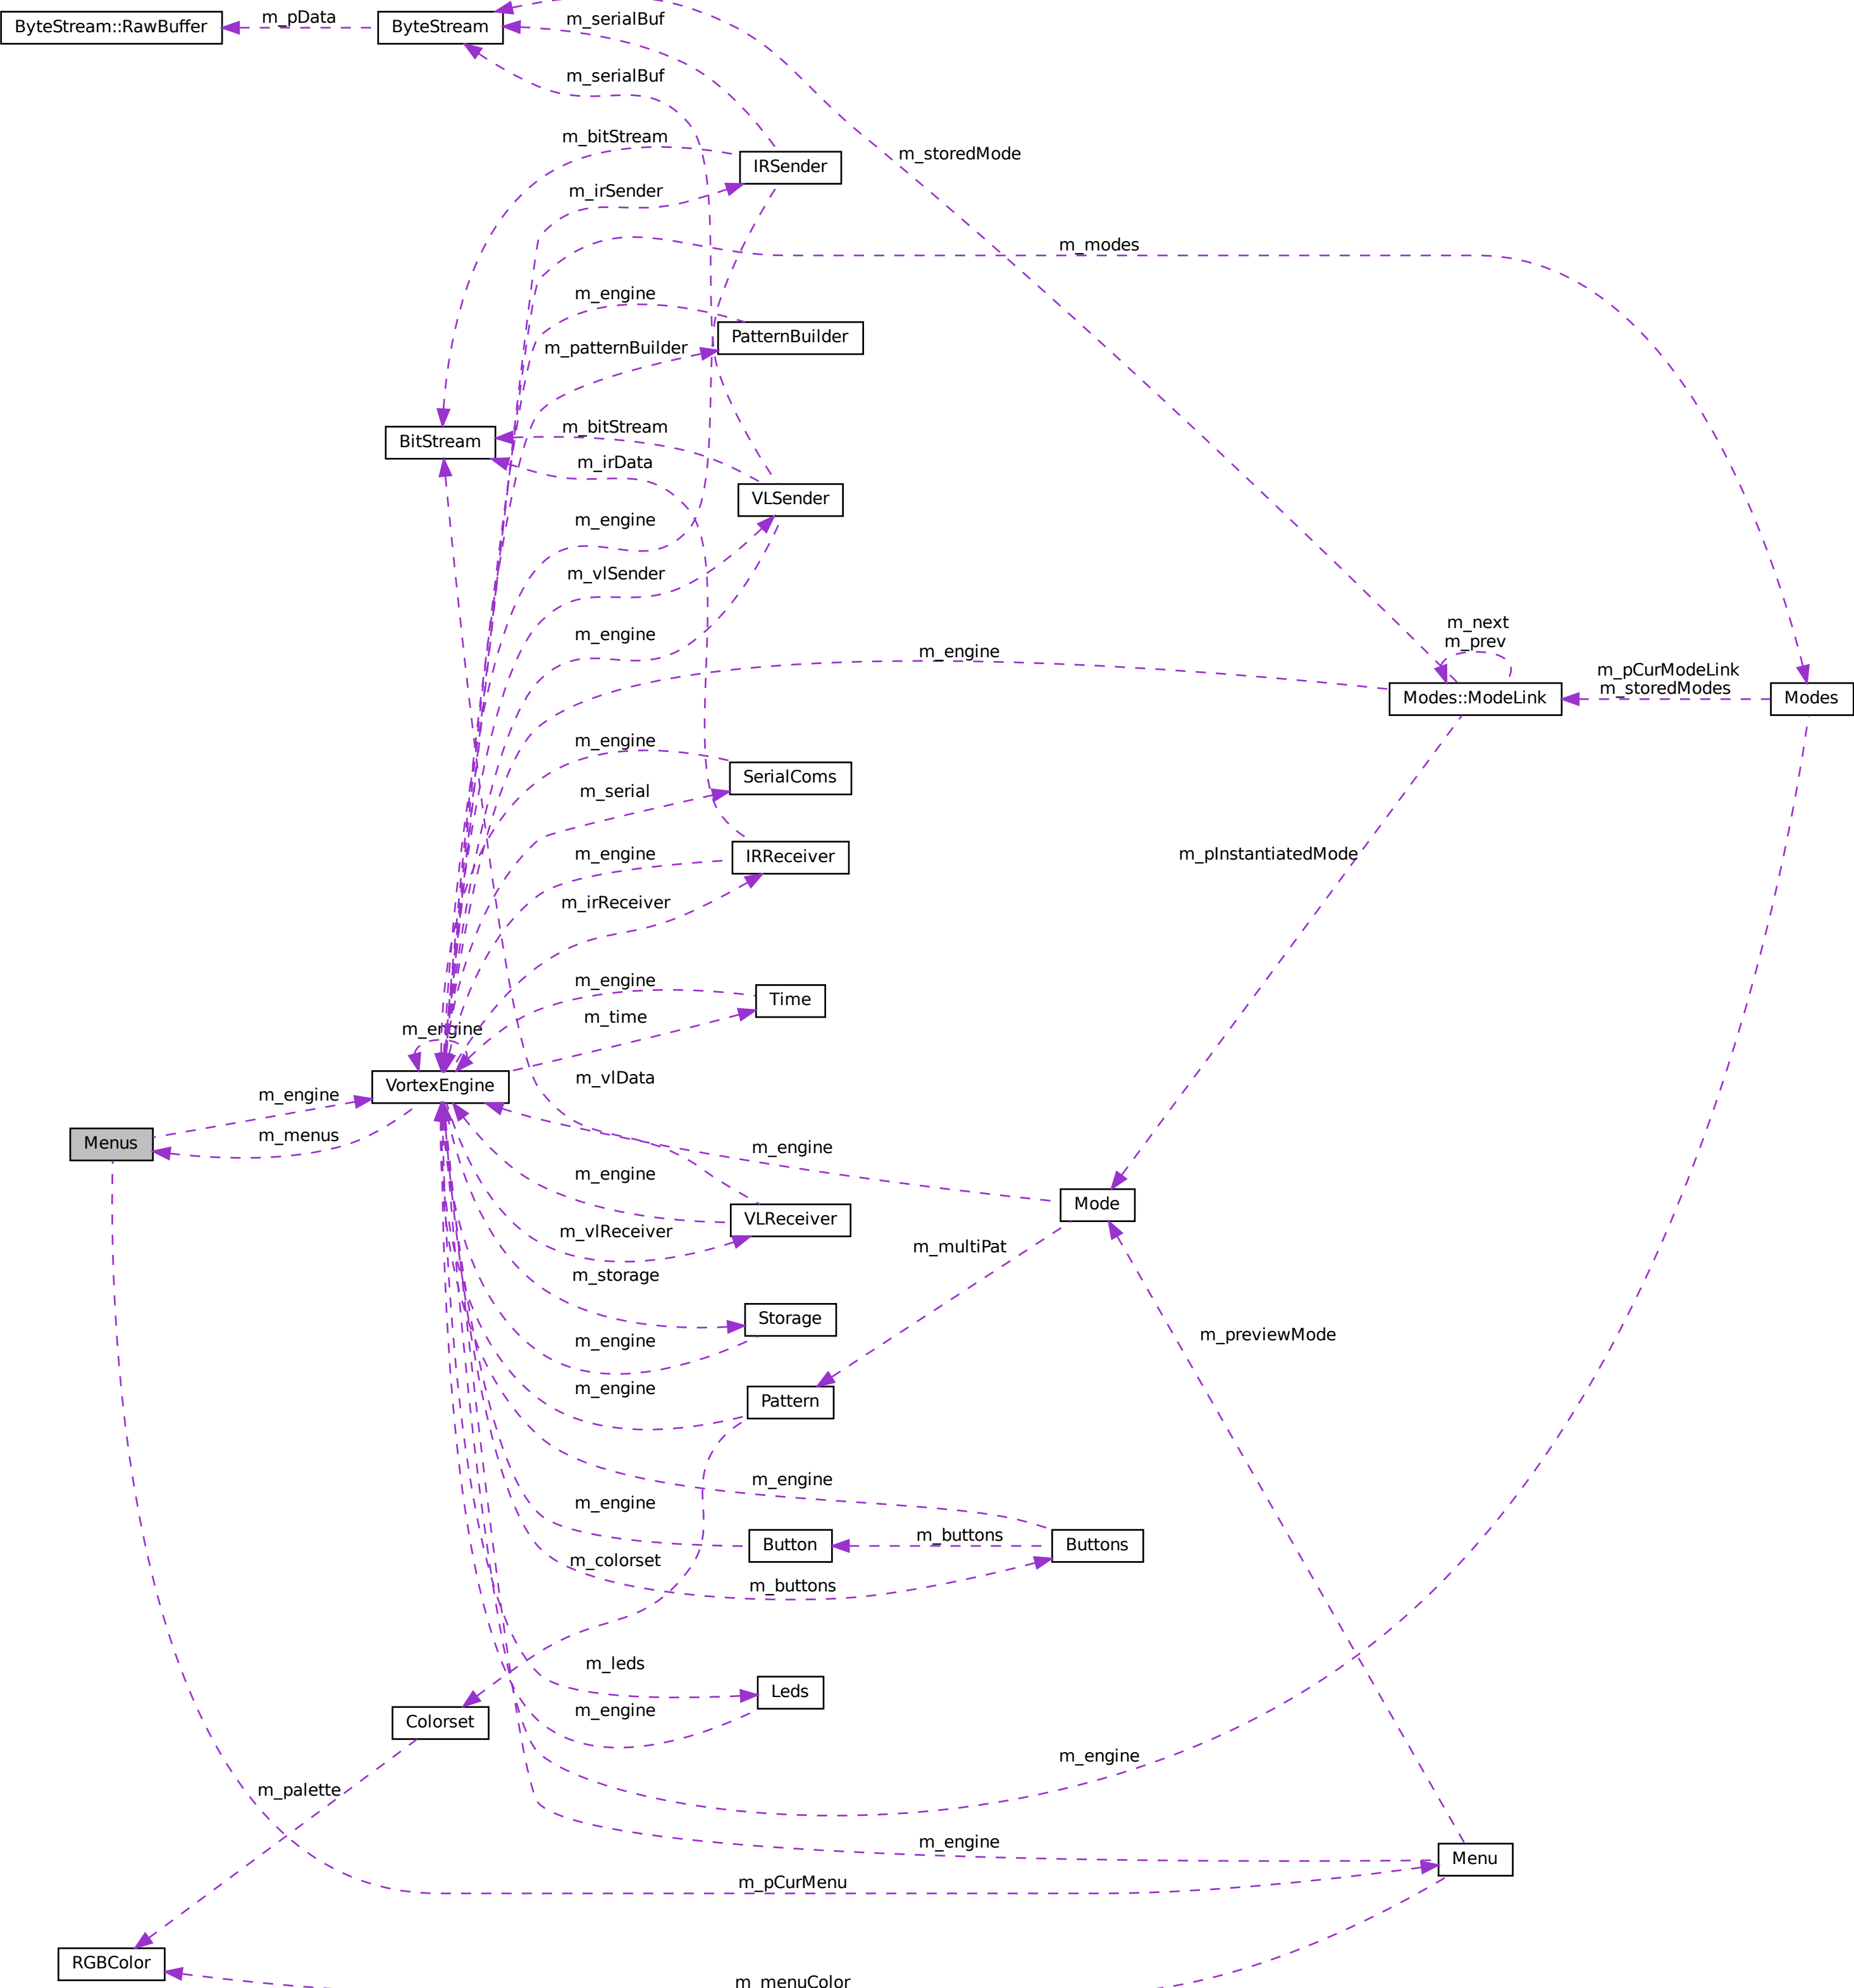 ByteStream::RawBuffer
m_pData
ByteStream
m_serialBuf
m_serialBuf
m_bitStream
IRSender
m_storedMode
m_irSender
m_modes
m_engine
PatternBuilder
m_patternBuilder
BitStream
m_bitStream
m_irData
VLSender
m_engine
m_vlSender
m_engine
m_next
m_prev
m_engine
Modes::ModeLink
m_pCurModeLink
m_storedModes
Modes
m_engine
SerialComs
m_serial
m_engine
IRReceiver
m_pInstantiatedMode
m_irReceiver
m_engine
Time
m_time
m_engine
VortexEngine
m_vlData
m_engine
Menus
m_menus
m_engine
m_engine
Mode
VLReceiver
m_vlReceiver
m_multiPat
m_storage
Storage
m_engine
m_previewMode
m_engine
Pattern
m_engine
m_engine
Button
m_buttons
Buttons
m_colorset
m_buttons
m_leds
Leds
m_engine
Colorset
m_engine
m_palette
m_engine
Menu
m_pCurMenu
RGBColor
m_menuColor